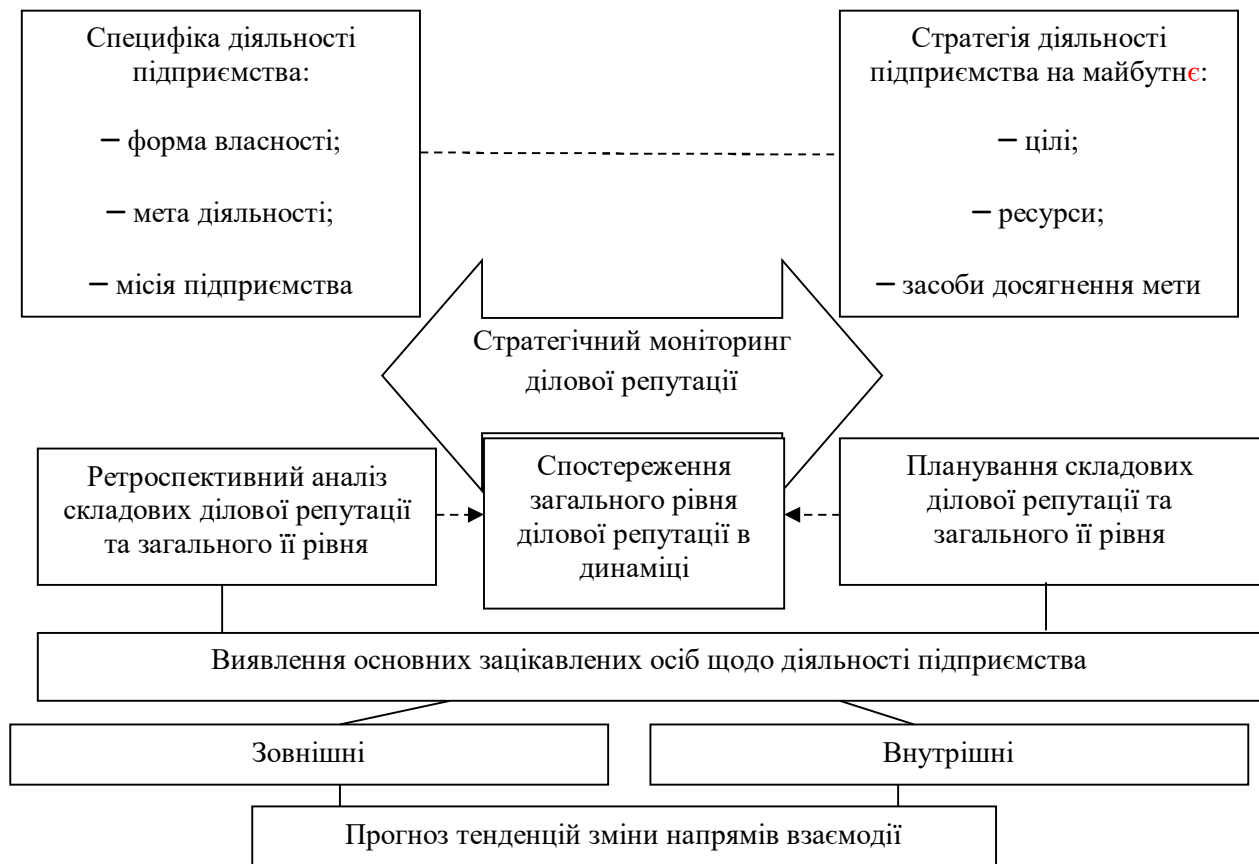 Специфіка діяльності
підприємства:
– форма власності;
– мета діяльності;
– місія підприємства
Стратегія діяльності
підприємства на майбутнє:
– цілі;
– ресурси;
– засоби досягнення мети
Стратегічний моніторинг
ділової репутації
Ретроспективний аналіз
складових ділової репутації
та загального її рівня
Спостереження
загального рівня
ділової репутації в
динаміці
Планування складових
ділової репутації та
загального її рівня
Виявлення основних зацікавлених осіб щодо діяльності підприємства
Зовнішні
Внутрішні
Прогноз тенденцій зміни напрямів взаємодії